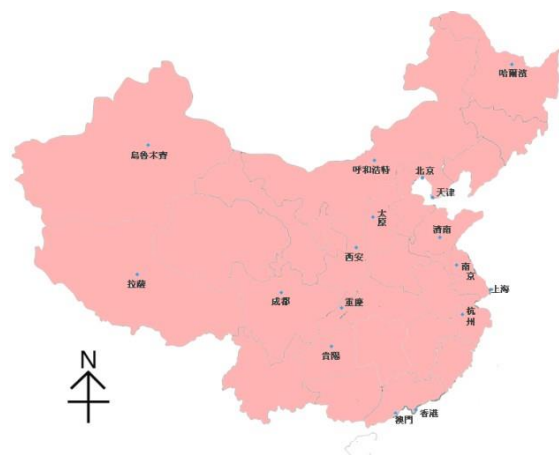 哈爾濱
烏魯木齊
呼和浩特
北京
天津
太原
濟南
西安
南京
拉薩
成都
重慶
上海
杭州
貴陽
N
澳門
香港